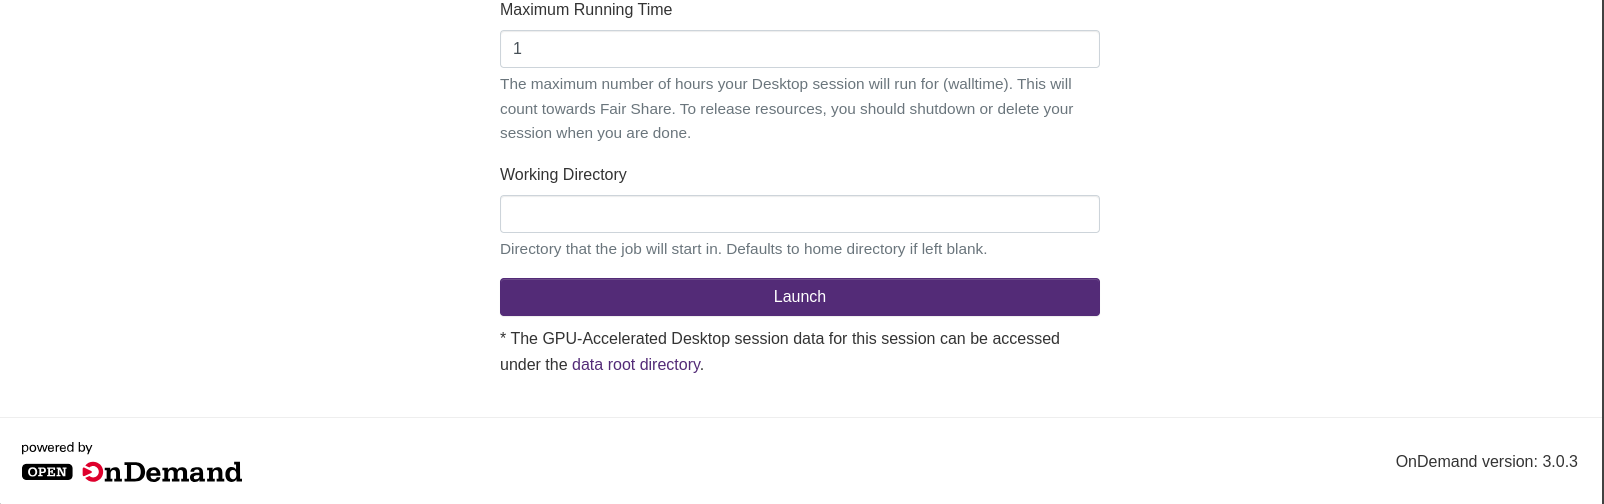 Maximum Running Time
1
The maximum number of hours your Desktop session will run for (walltime). This will
count towards Fair Share. To release resources, you should shutdown or delete your
session when you are done.
Working Directory
Directory that the job will start in. Defaults to home directory if left blank.
Launch
* The GPU-Accelerated Desktop session data for this session can be accessed
under the data root directory.
powered by
OPEN OnDemand
OnDemand version: 3.0.3